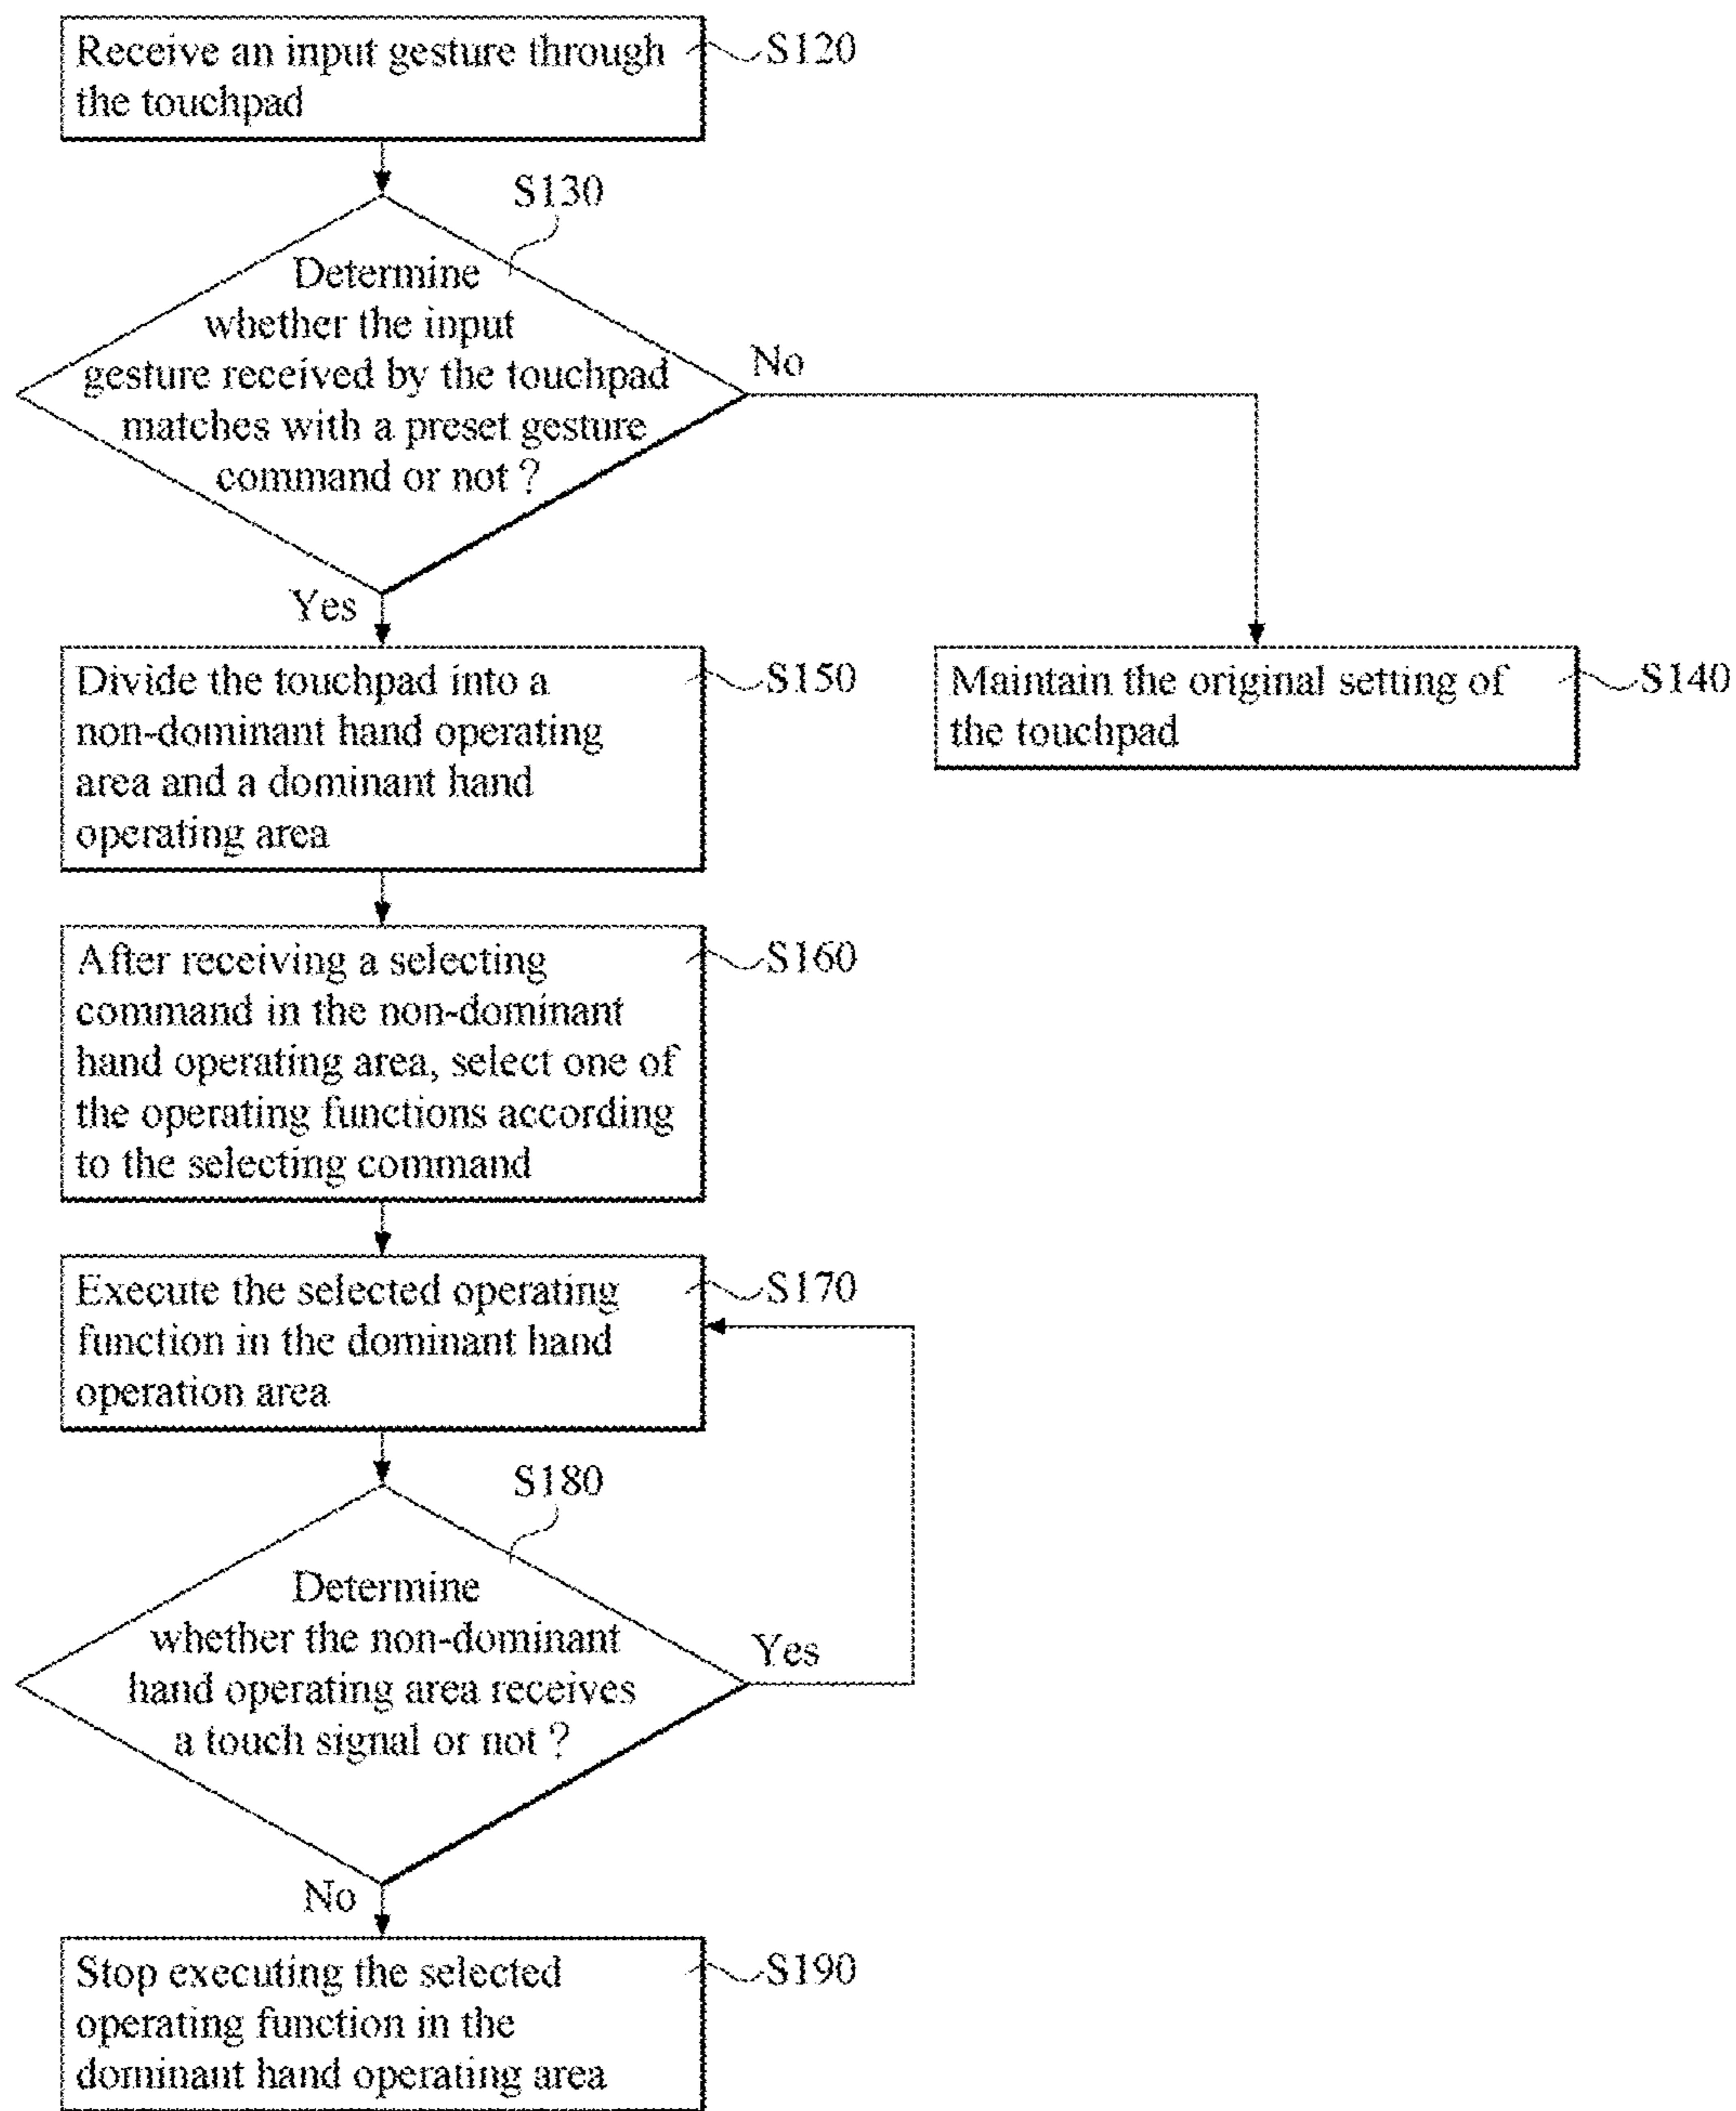 Receive an input gesture through
the touchpad
S120
S130
Determine
whether the input
gesture received by the touchpad
matches with a preset gesture
command or not ?
No
Yes
Divide the touchpad into a
non-dominant hand operating
area and a dominant hand
operating area
S150
Maintain the original setting of
the touchpad
S140
After receiving a selecting
command in the non-dominant
hand operating area, select one of
the operating functions according
to the selecting command
S160
Execute the selected operating
function in the dominant hand
operation area
S170
S180
Determine
whether the non-dominant
hand operating area receives
a touch signal or not ?
Yes
No
Stop executing the selected
operating function in the
dominant hand operating area
S190